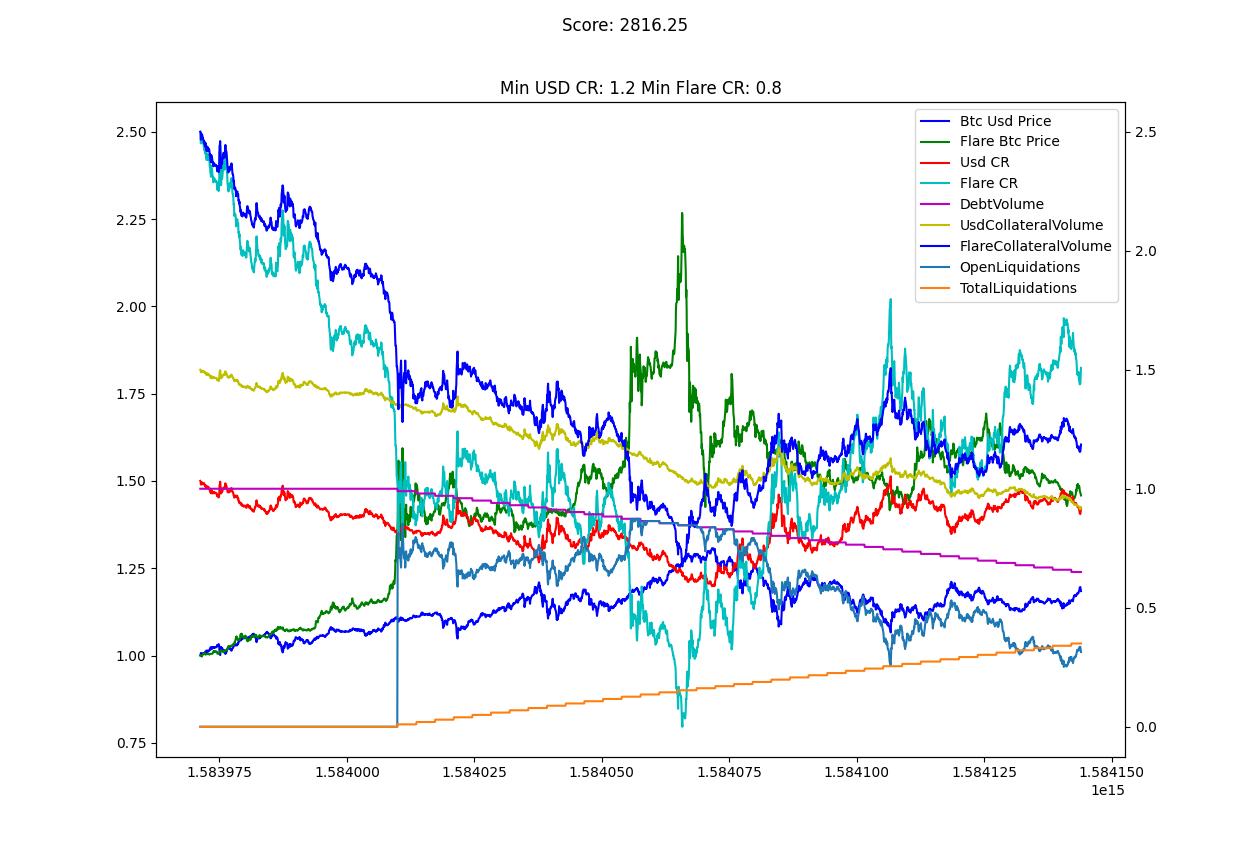 Score: 2816.25
Min USD CR: 1.2 Min Flare CR: 0.8
2.50
2.25
2.00
1.75
1.50
1.25
1.00
0.75
2.5
2.0
1.5
1.0
0.5
0.0
Btc Usd Price
Flare Btc Price
Usd CR
Flare CR
DebtVolume
UsdCollateralVolume
FlareCollateralVolume
OpenLiquidations
TotalLiquidations
1.583975 1.584000 1.584025 1.584050 1.584075 1.584100 1.584125 1.584150
1e15